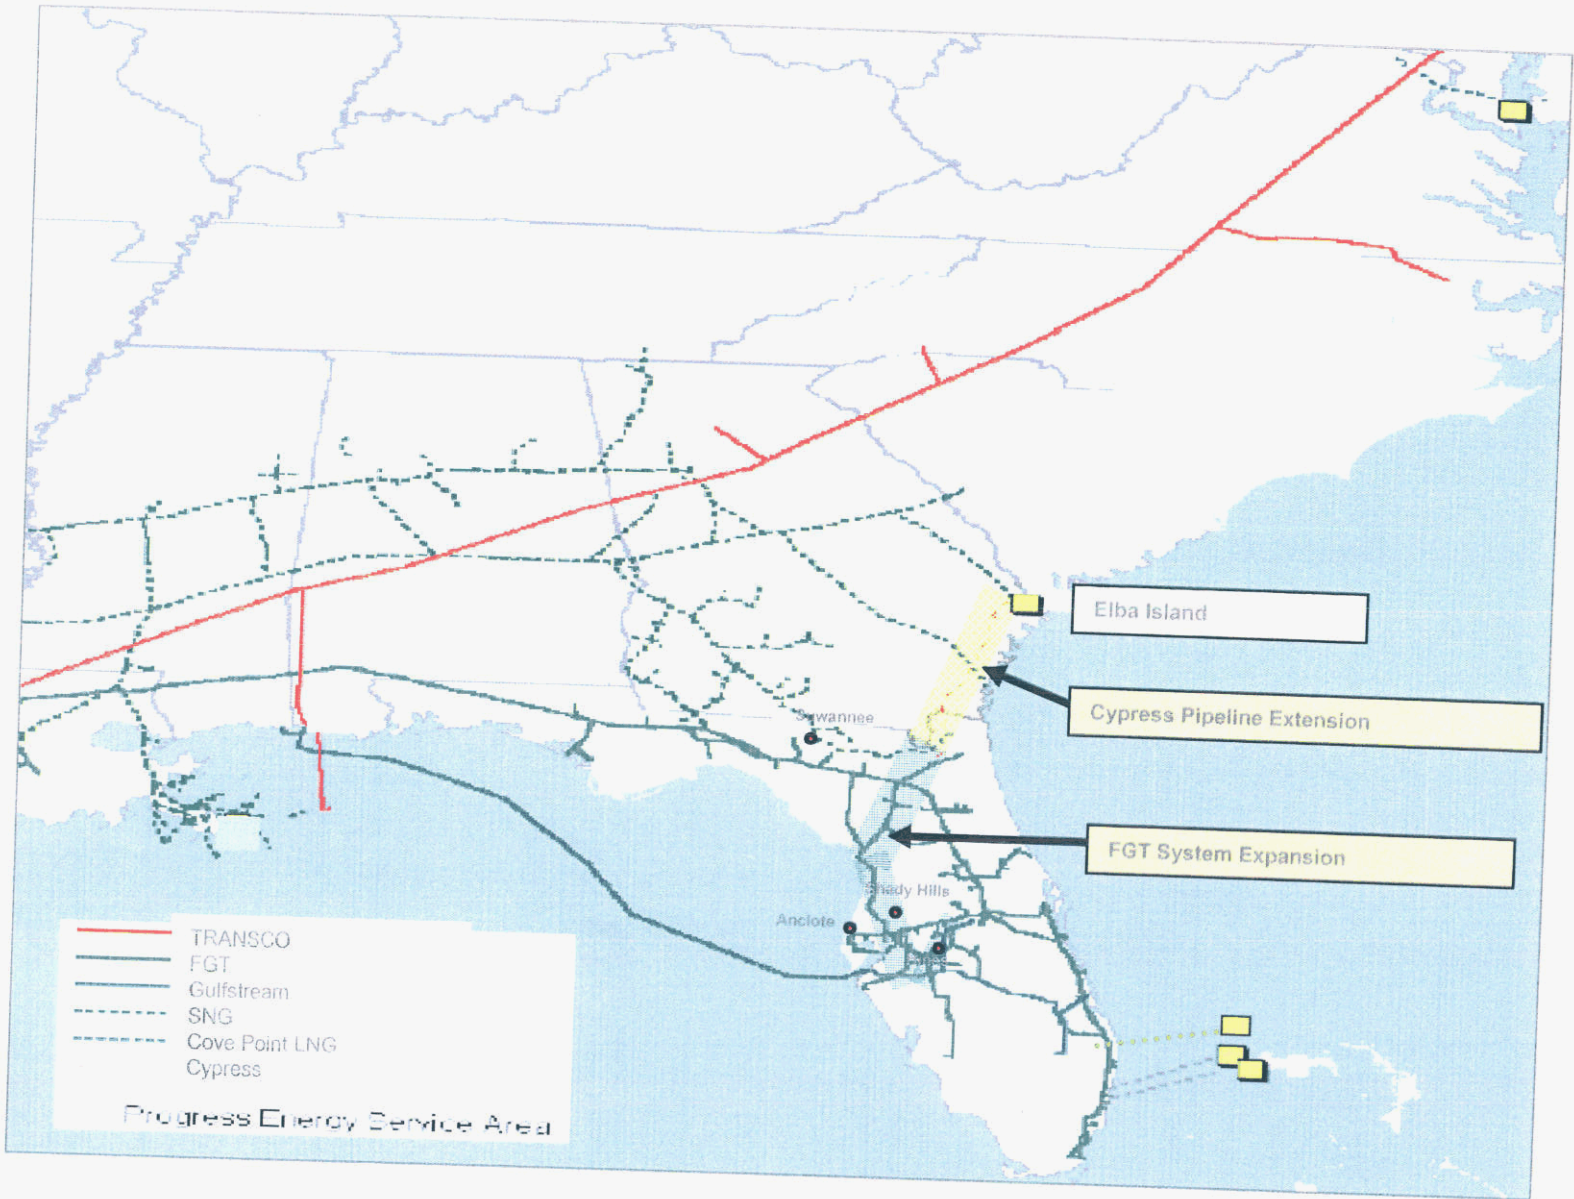 Elba Island
Cypress Pipeline Extension
Suwannee
FGT System Expansion
Shady Hills
Anclote
TRANSCO
FGT
Gulfstream
SNG
Cove Point LNG
Cypress
Progress Energy Service Area